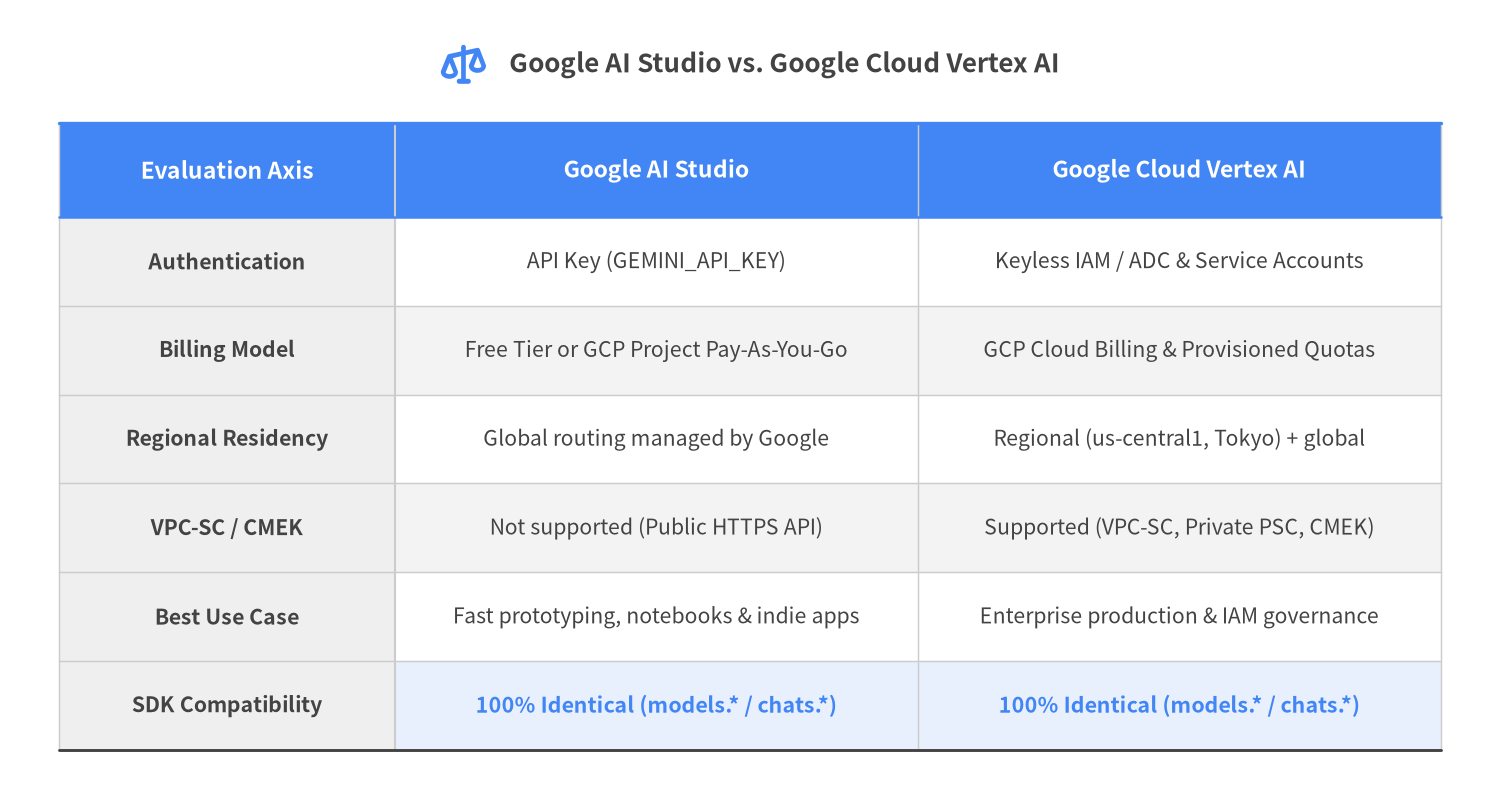 Google AI Studio vs. Google Cloud Vertex AI
Evaluation Axis Google AI Studio Google Cloud Vertex AI
Authentication API Key (GEMINI_API_KEY) Keyless IAM / ADC & Service Accounts
Billing Model Free Tier or GCP Project Pay-As-You-Go GCP Cloud Billing & Provisioned Quotas
Regional Residency Global routing managed by Google Regional (us-central1, Tokyo) + global
VPC-SC / CMEK Not supported (Public HTTPS API) Supported (VPC-SC, Private PSC, CMEK)
Best Use Case Fast prototyping, notebooks & indie apps Enterprise production & IAM governance
SDK Compatibility 100% Identical (models.* / chats.*) 100% Identical (models.* / chats.*)